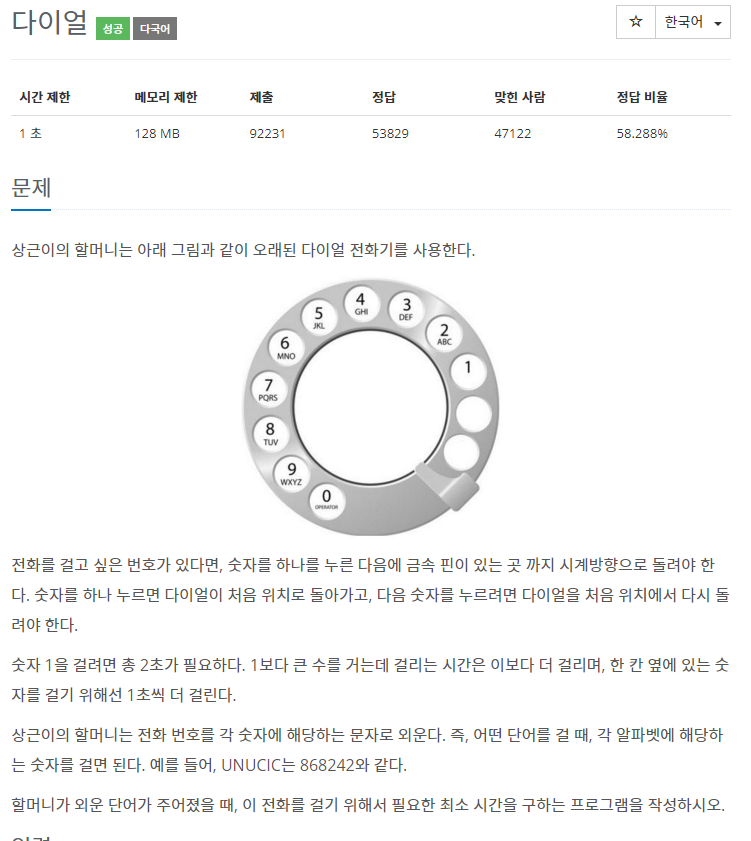 다이얼 성공 다국어
☆ 한국어
시간 제한 메모리 제한 제출 정답 맞힌 사람 정답 비율
1 초 128 MB 92231 53829 47122 58.288%
문제
상근이의 할머니는 아래 그림과 같이 오래된 다이얼 전화기를 사용한다.
4
GHI
3
DEF
5
JKL
2
ABC
6
MNO
1
7
PQRS
8
TUV
9
WXYZ
0
OPERATOR
전화를 걸고 싶은 번호가 있다면, 숫자를 하나를 누른 다음에 금속 핀이 있는 곳 까지 시계방향으로 돌려야 한
다. 숫자를 하나 누르면 다이얼이 처음 위치로 돌아가고, 다음 숫자를 누르려면 다이얼을 처음 위치에서 다시 돌
려야 한다.
숫자 1을 걸려면 총 2초가 필요하다. 1보다 큰 수를 거는데 걸리는 시간은 이보다 더 걸리며, 한 칸 옆에 있는 숫
자를 걸기 위해선 1초씩 더 걸린다.
상근이의 할머니는 전화 번호를 각 숫자에 해당하는 문자로 외운다. 즉, 어떤 단어를 걸 때, 각 알파벳에 해당하
는 숫자를 걸면 된다. 예를 들어, UNUCIC는 868242와 같다.
할머니가 외운 단어가 주어졌을 때, 이 전화를 걸기 위해서 필요한 최소 시간을 구하는 프로그램을 작성하시오.